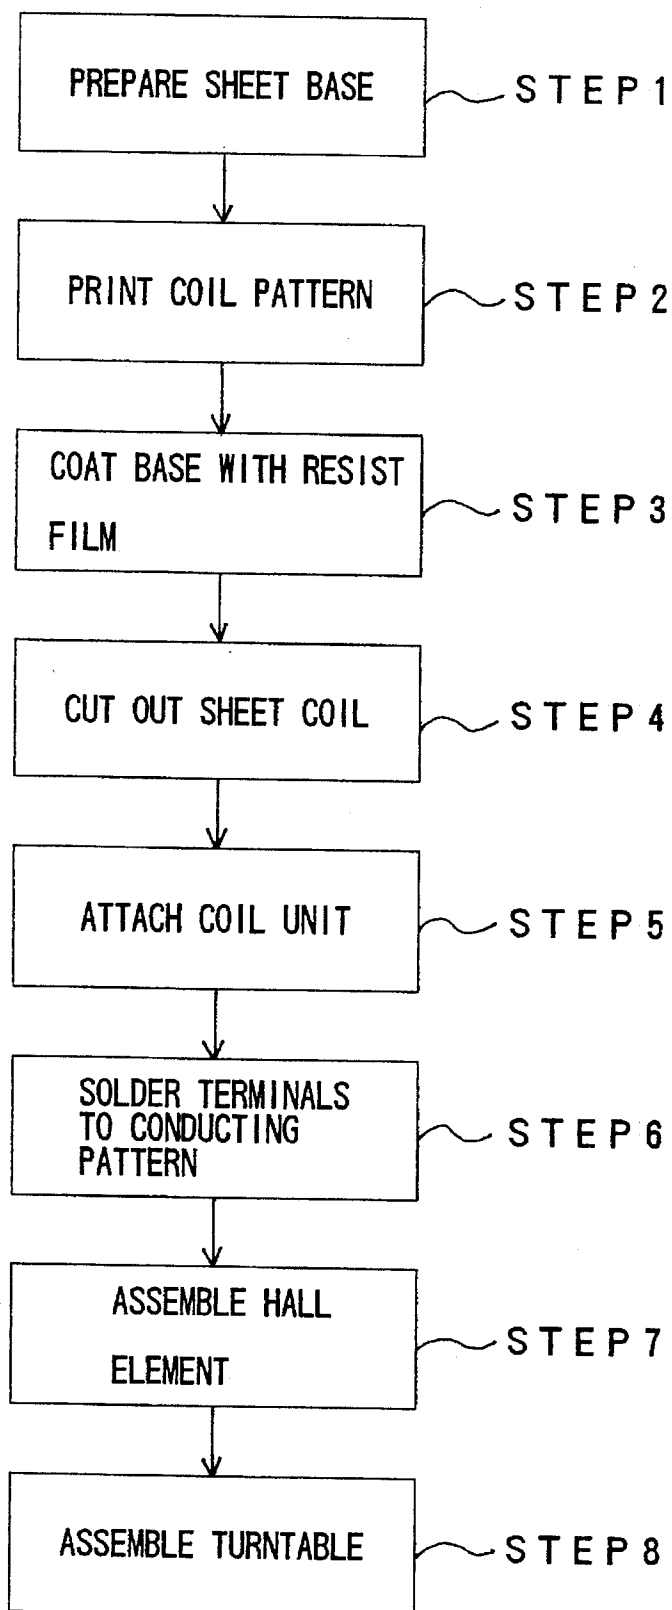 PREPARE SHEET BASE
STEP1
PRINT COIL PATTERN
STEP2
COAT BASE WITH RESIST
FILM
STEP3
CUT OUT SHEET COIL
STEP4
ATTACH COIL UNIT
STEP5
SOLDER TERMINALS
TO CONDUCTING
PATTERN
STEP6
ASSEMBLE HALL
ELEMENT
STEP7
ASSEMBLE TURNTABLE
STEP8